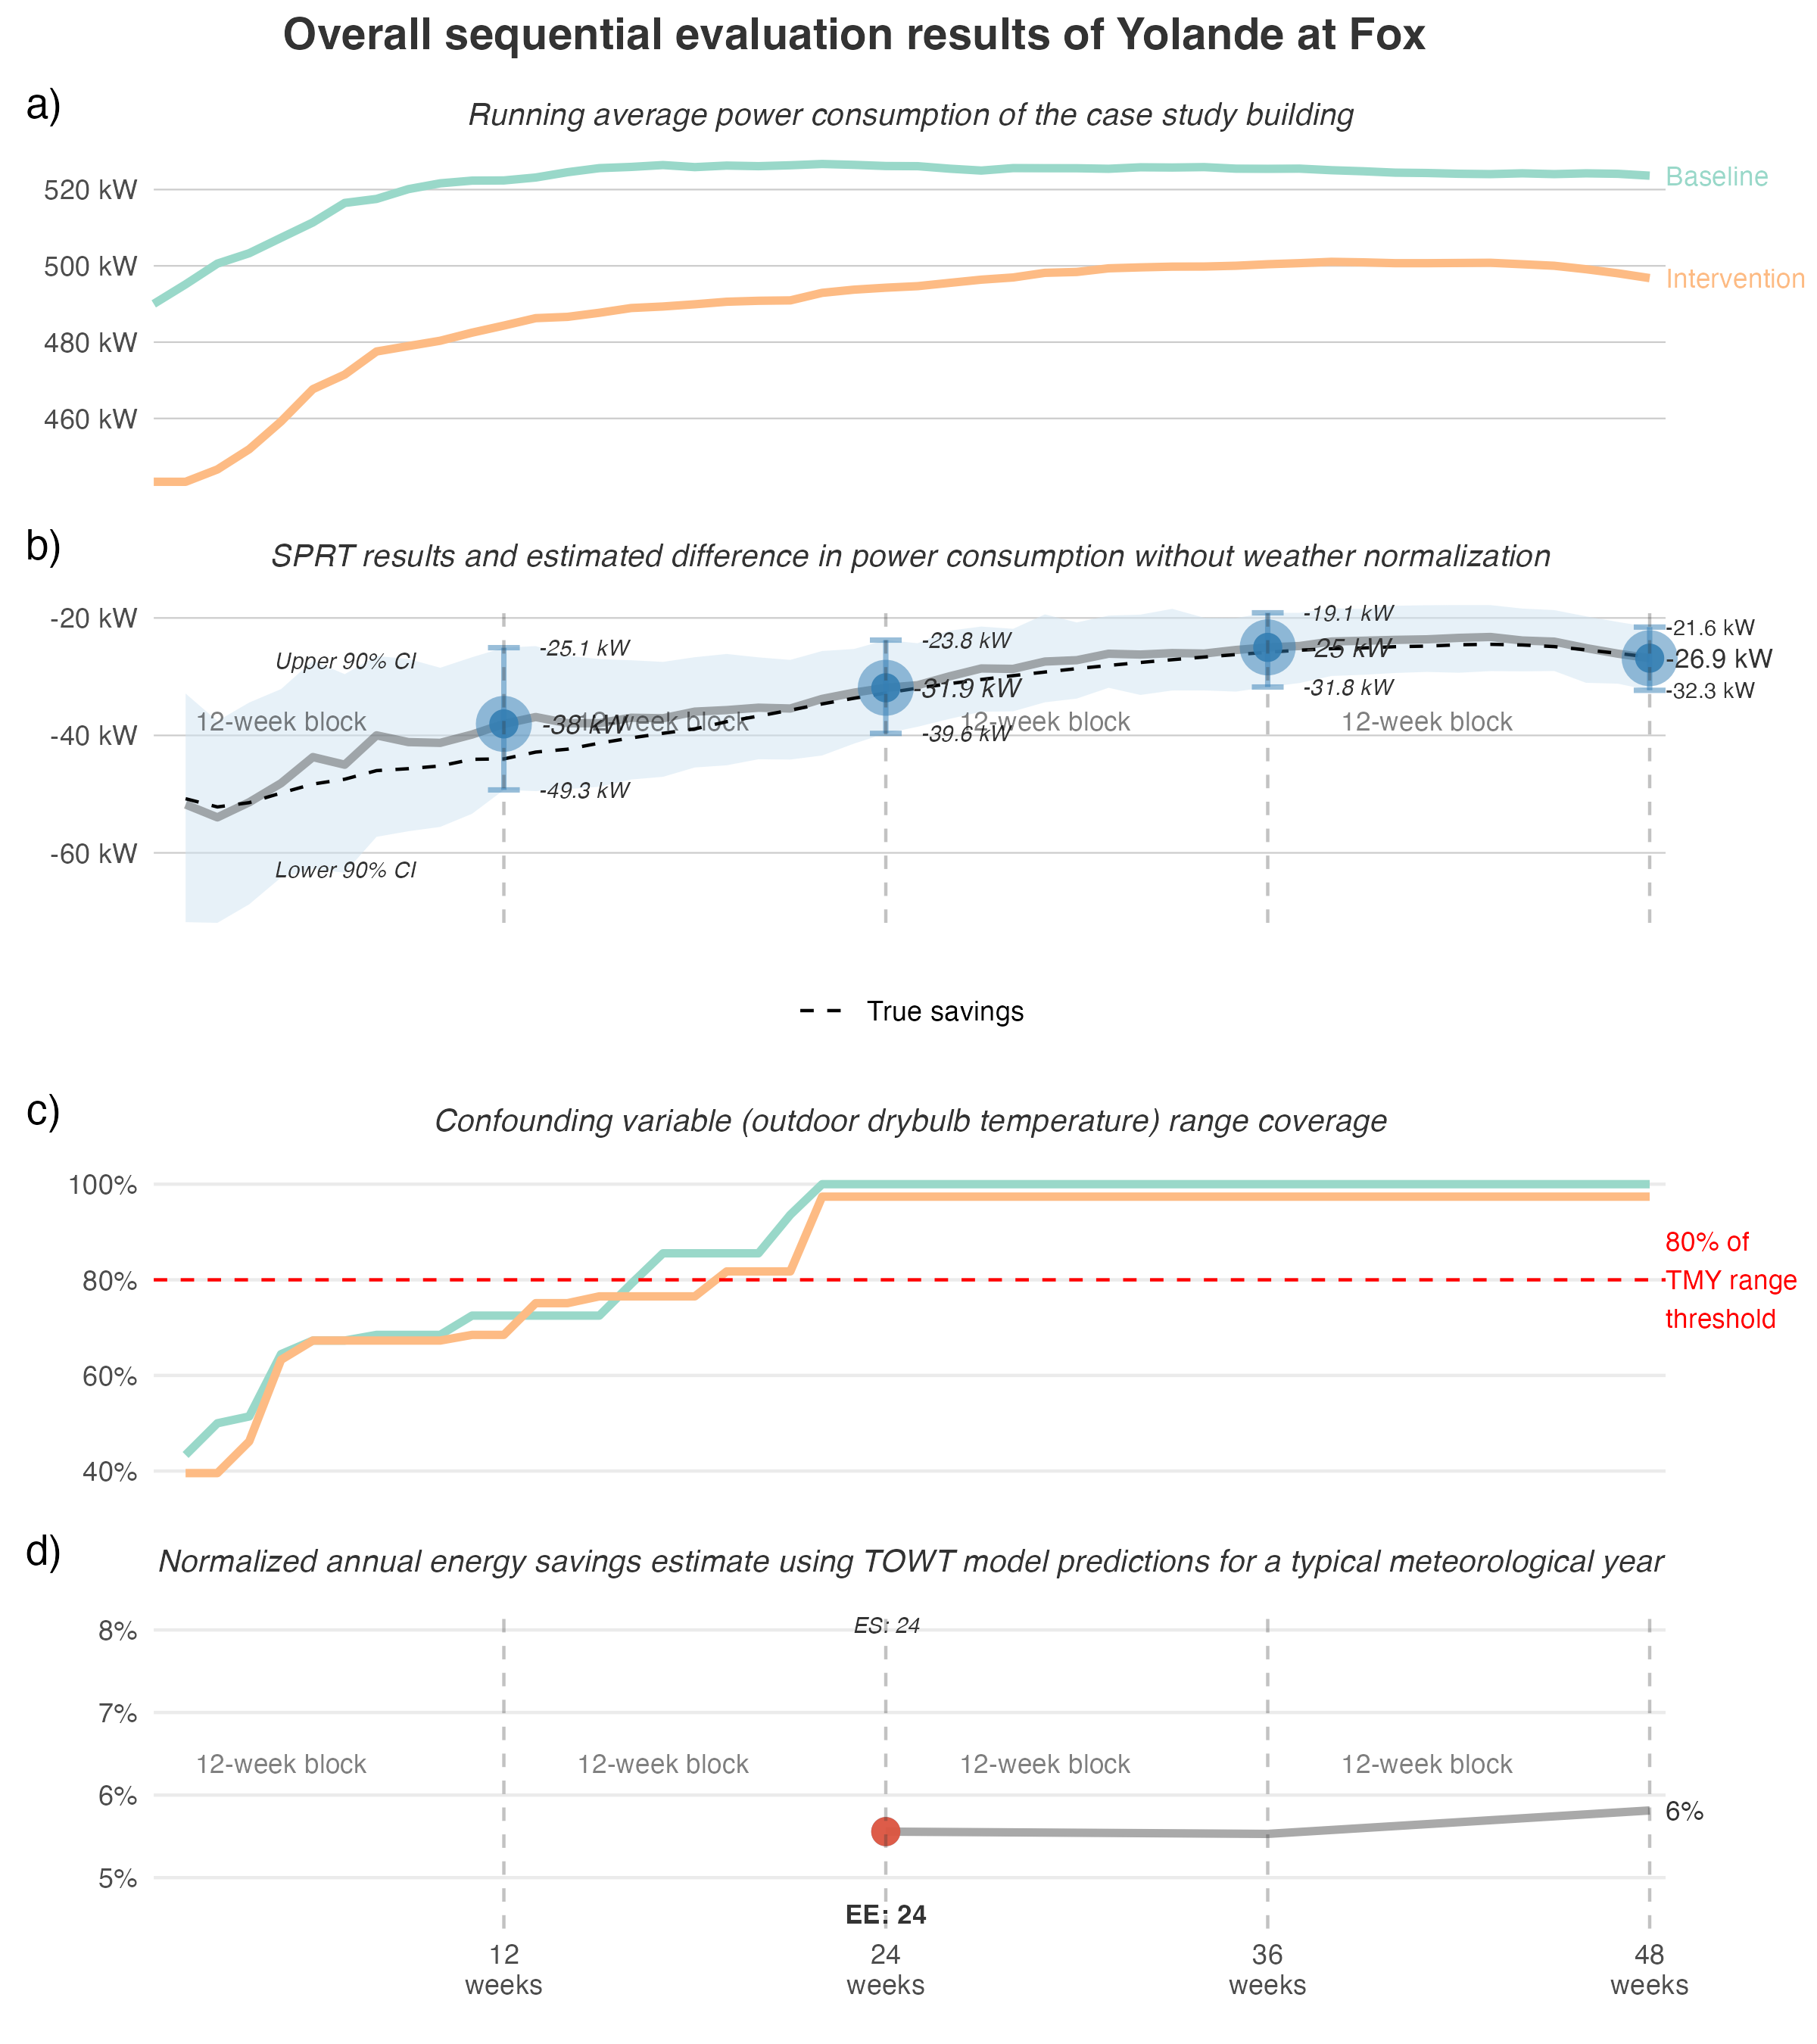 Overall sequential evaluation results of Yolande at Fox
a)
Running average power consumption of the case study building
520 kW
500 kW
480 kW
460 kW
Baseline
Intervention
b)
SPRT results and estimated difference in power consumption without weather normalization
-20 kW
-40 kW
-60 kW
Upper 90% CI
Lower 90% CI
12-week block
12-week block
12-week block
12-week block
-25.1 kW
-38 kW
-49.3 kW
-23.8 kW
-31.9 kW
-39.6 kW
-19.1 kW
-25 kW
-31.8 kW
-21.6 kW
-26.9 kW
-32.3 kW
True savings
c)
Confounding variable (outdoor drybulb temperature) range coverage
100%
80%
60%
40%
80% of
TMY range
threshold
d)
Normalized annual energy savings estimate using TOWT model predictions for a typical meteorological year
8%
7%
6%
5%
ES: 24
12-week block
12-week block
12-week block
12-week block
6%
EE: 24
12
weeks
24
weeks
36
weeks
48
weeks